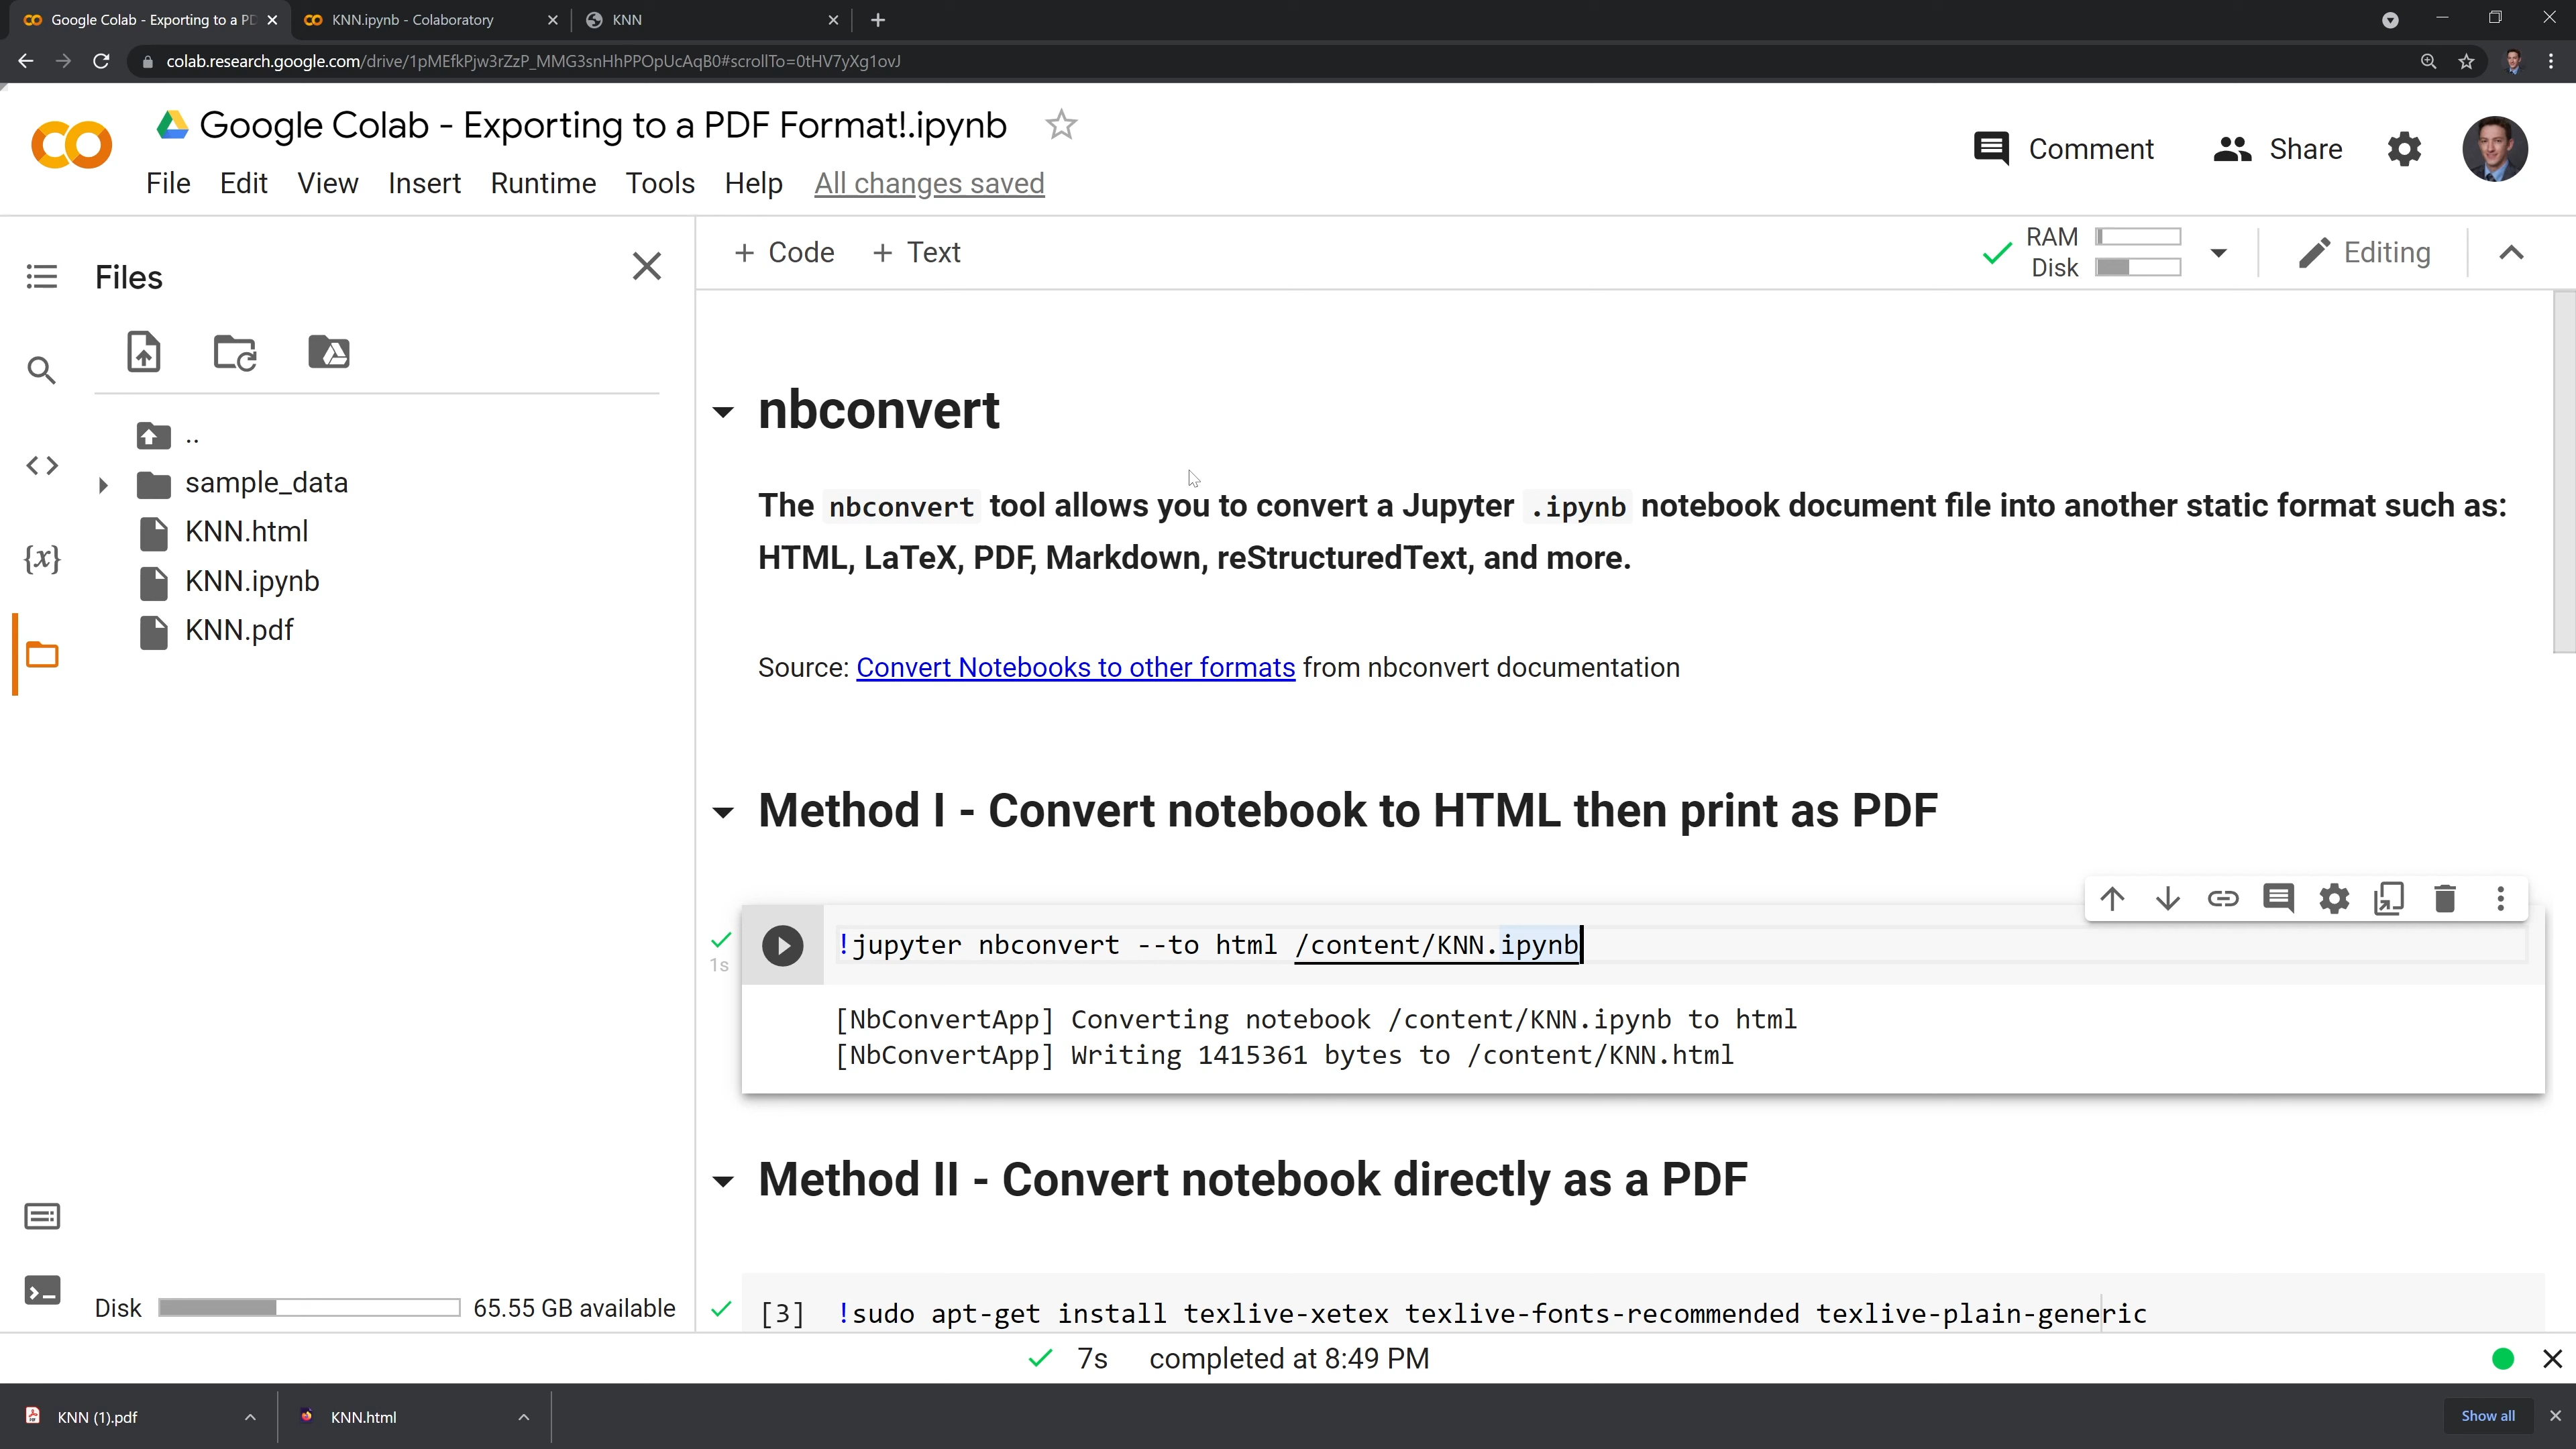 Google Colab - Exporting to a PD
KNN.ipynb - Colaboratory
KNN
colab.research.google.com/drive/1pMEfkPjw3rZzP_MMG3snHhPPOpUcAqB0#scrollTo=0tHV7yXg1ovJ
Google Colab - Exporting to a PDF Format!.ipynb
File Edit View Insert Runtime Tools Help All changes saved
Comment
Share
Files
+ Code + Text
RAM
Disk
Editing
..
sample_data
KNN.html
KNN.ipynb
KNN.pdf
{x}
nbconvert
The nbconvert tool allows you to convert a Jupyter .ipynb notebook document file into another static format such as:
HTML, LaTeX, PDF, Markdown, reStructuredText, and more.
Source: Convert Notebooks to other formats from nbconvert documentation
Method I - Convert notebook to HTML then print as PDF
1s
!jupyter nbconvert --to html /content/KNN.ipynb
[NbConvertApp] Converting notebook /content/KNN.ipynb to html
[NbConvertApp] Writing 1415361 bytes to /content/KNN.html
Method II - Convert notebook directly as a PDF
[3] !sudo apt-get install texlive-xetex texlive-fonts-recommended texlive-plain-generic
Disk 65.55 GB available
7s completed at 8:49 PM
KNN (1).pdf
KNN.html
Show all